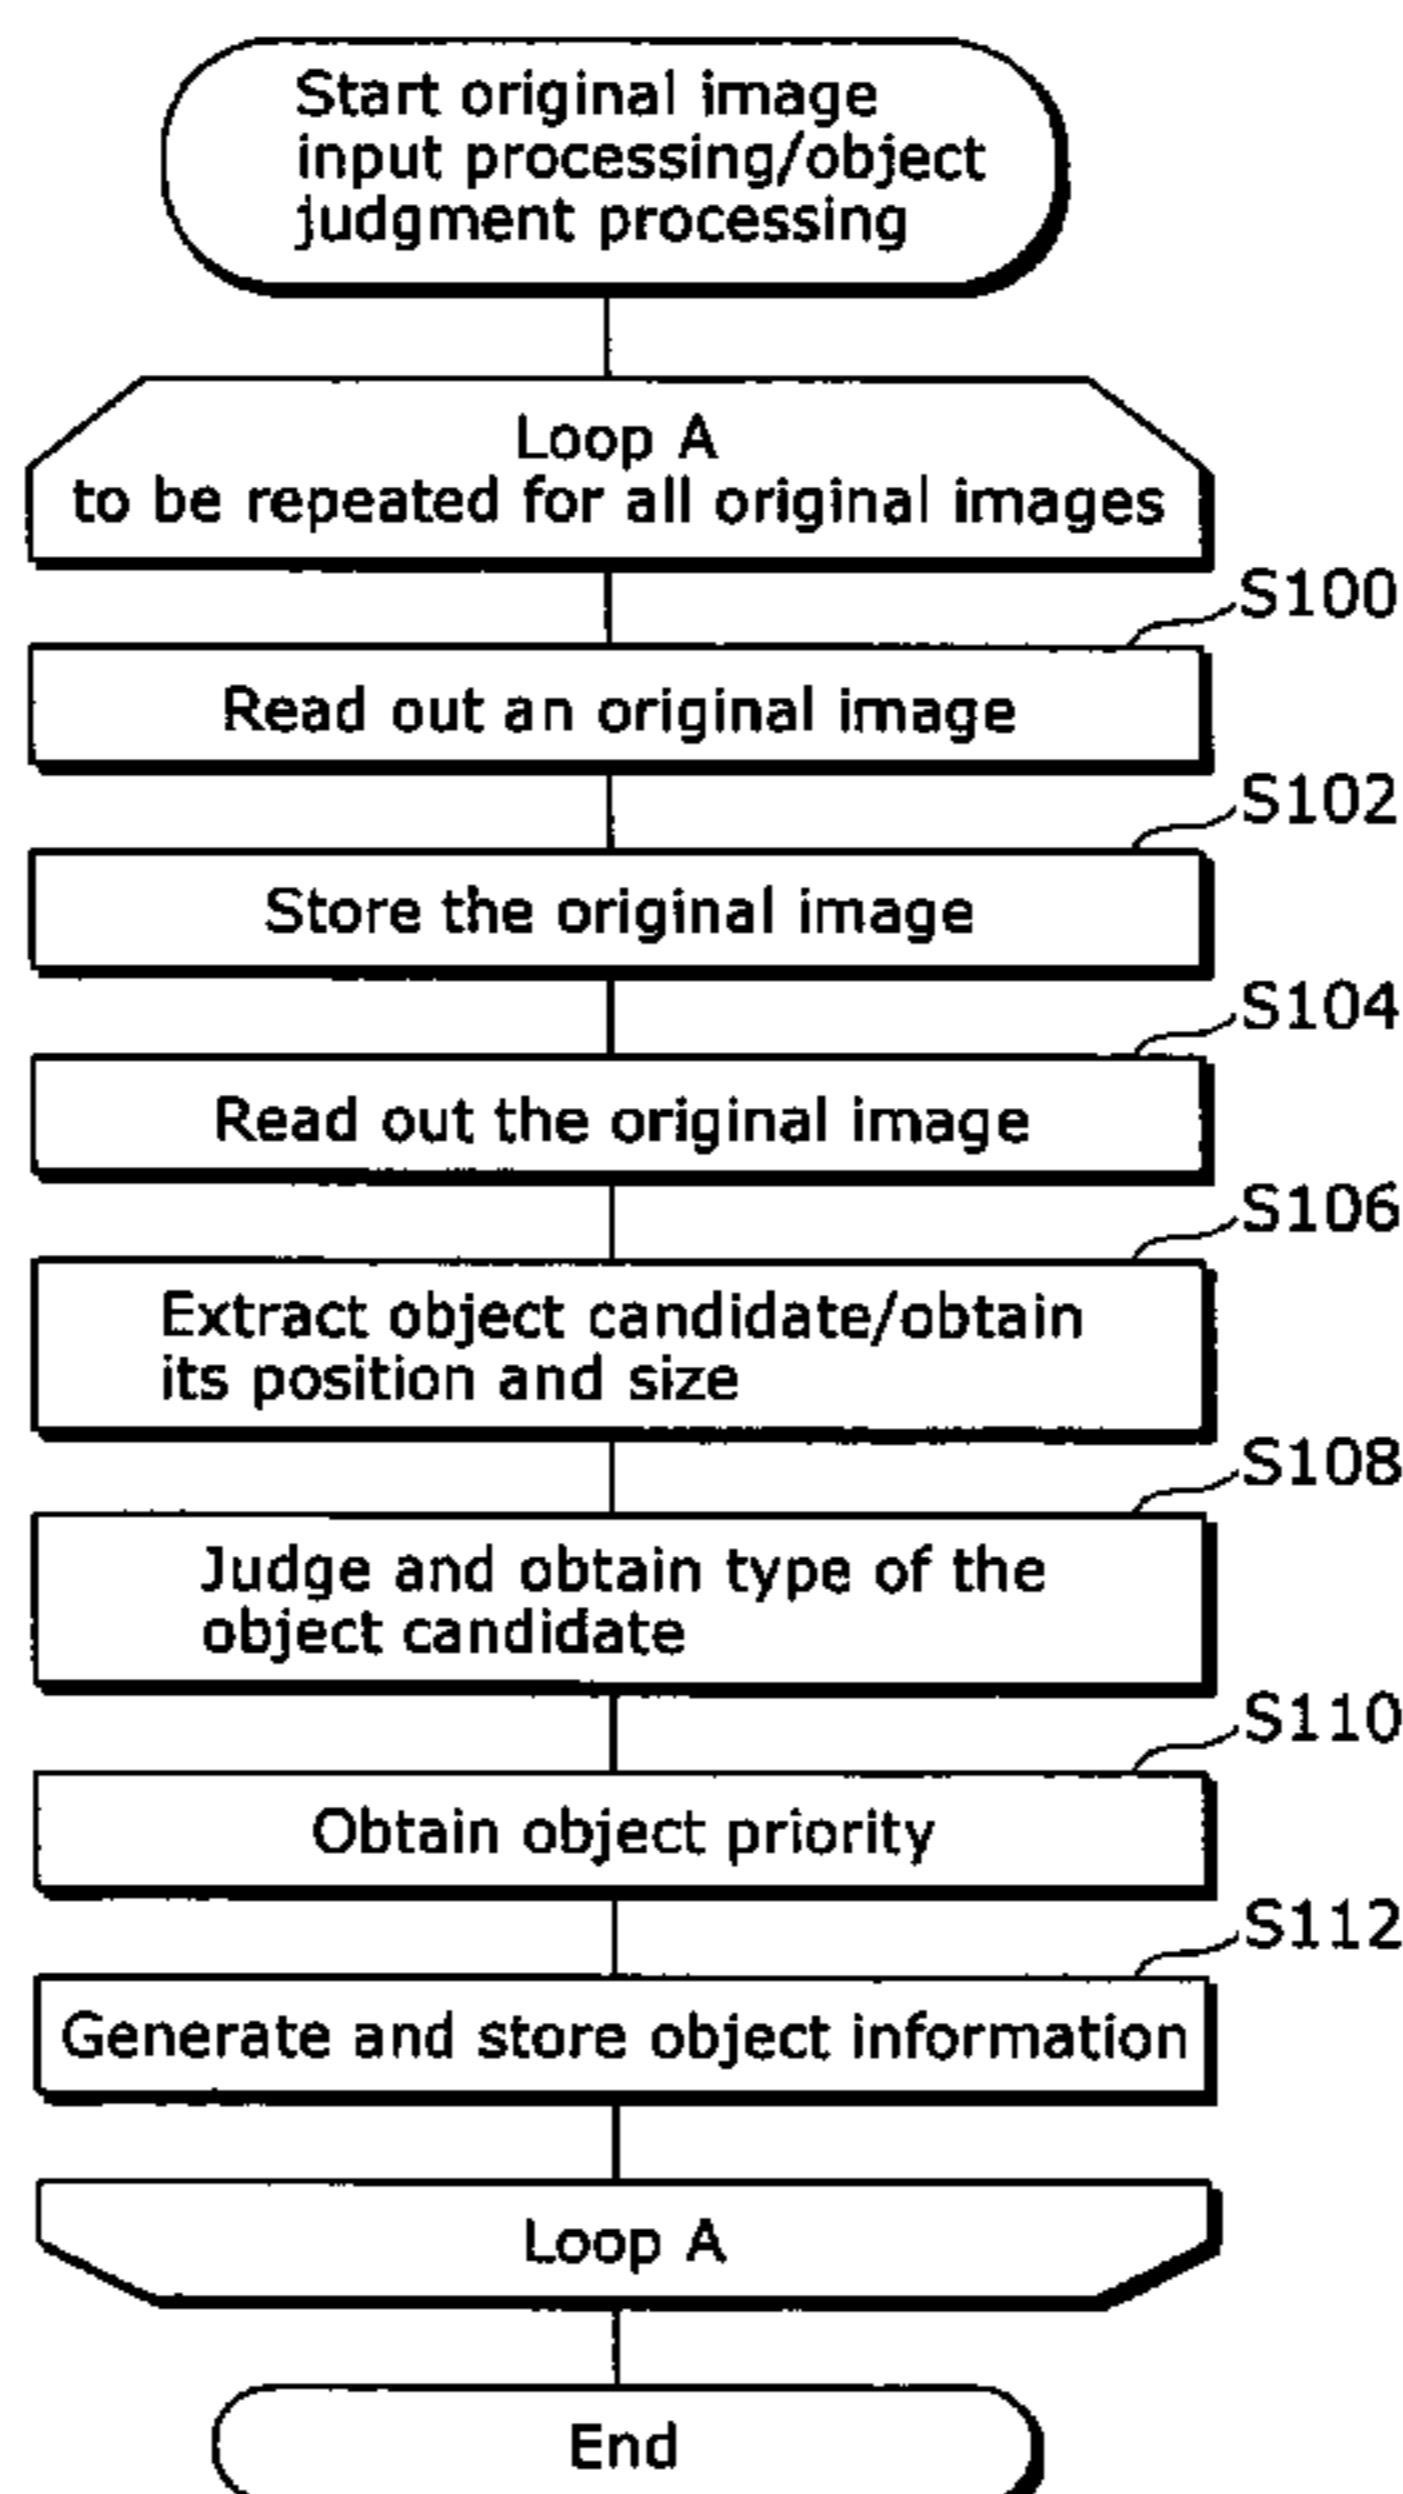 Start original image
input processing/object
judgment processing
Loop A
to be repeated for all original images
S100
Read out an original image
S102
Store the original image
S104
Read out the original image
S106
Extract object candidate/obtain
its position and size
S108
Judge and obtain type of the
object candidate
S110
Obtain object priority
S112
Generate and store object information
Loop A
End